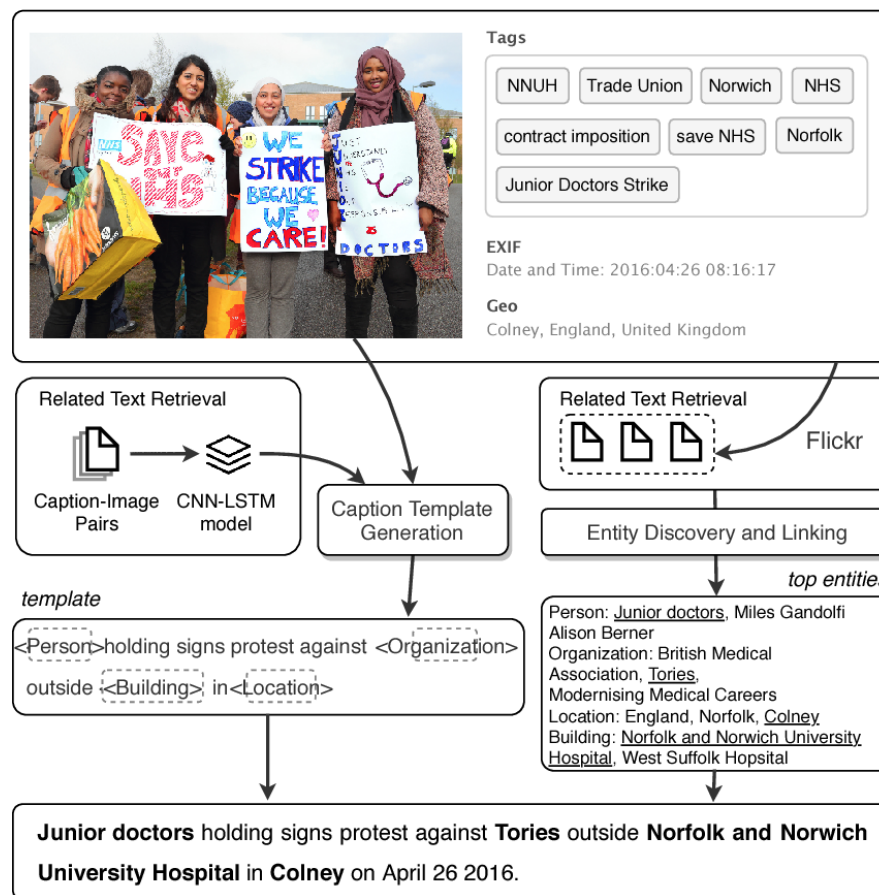 Tags
NNUH Trade Union Norwich NHS
contract imposition save NHS Norfolk
Junior Doctors Strike
EXIF
Date and Time: 2016:04:26 08:16:17
Geo
Colney, England, United Kingdom
NHS
SAVE
NHS
WE
STRIKE
BECAUSE
WE
CARE!
DOCTORS
Related Text Retrieval
Caption-Image
Pairs
CNN-LSTM
model
Caption Template
Generation
Related Text Retrieval
Flickr
Entity Discovery and Linking
top entities
template
<Person>holding signs protest against <Organization>
outside <Building> in<Location>
Person: Junior doctors, Miles Gandolfi
Alison Berner
Organization: British Medical
Association, Tories,
Modernising Medical Careers
Location: England, Norfolk, Colney
Building: Norfolk and Norwich University
Hospital, West Suffolk Hopsital
Junior doctors holding signs protest against Tories outside Norfolk and Norwich
University Hospital in Colney on April 26 2016.